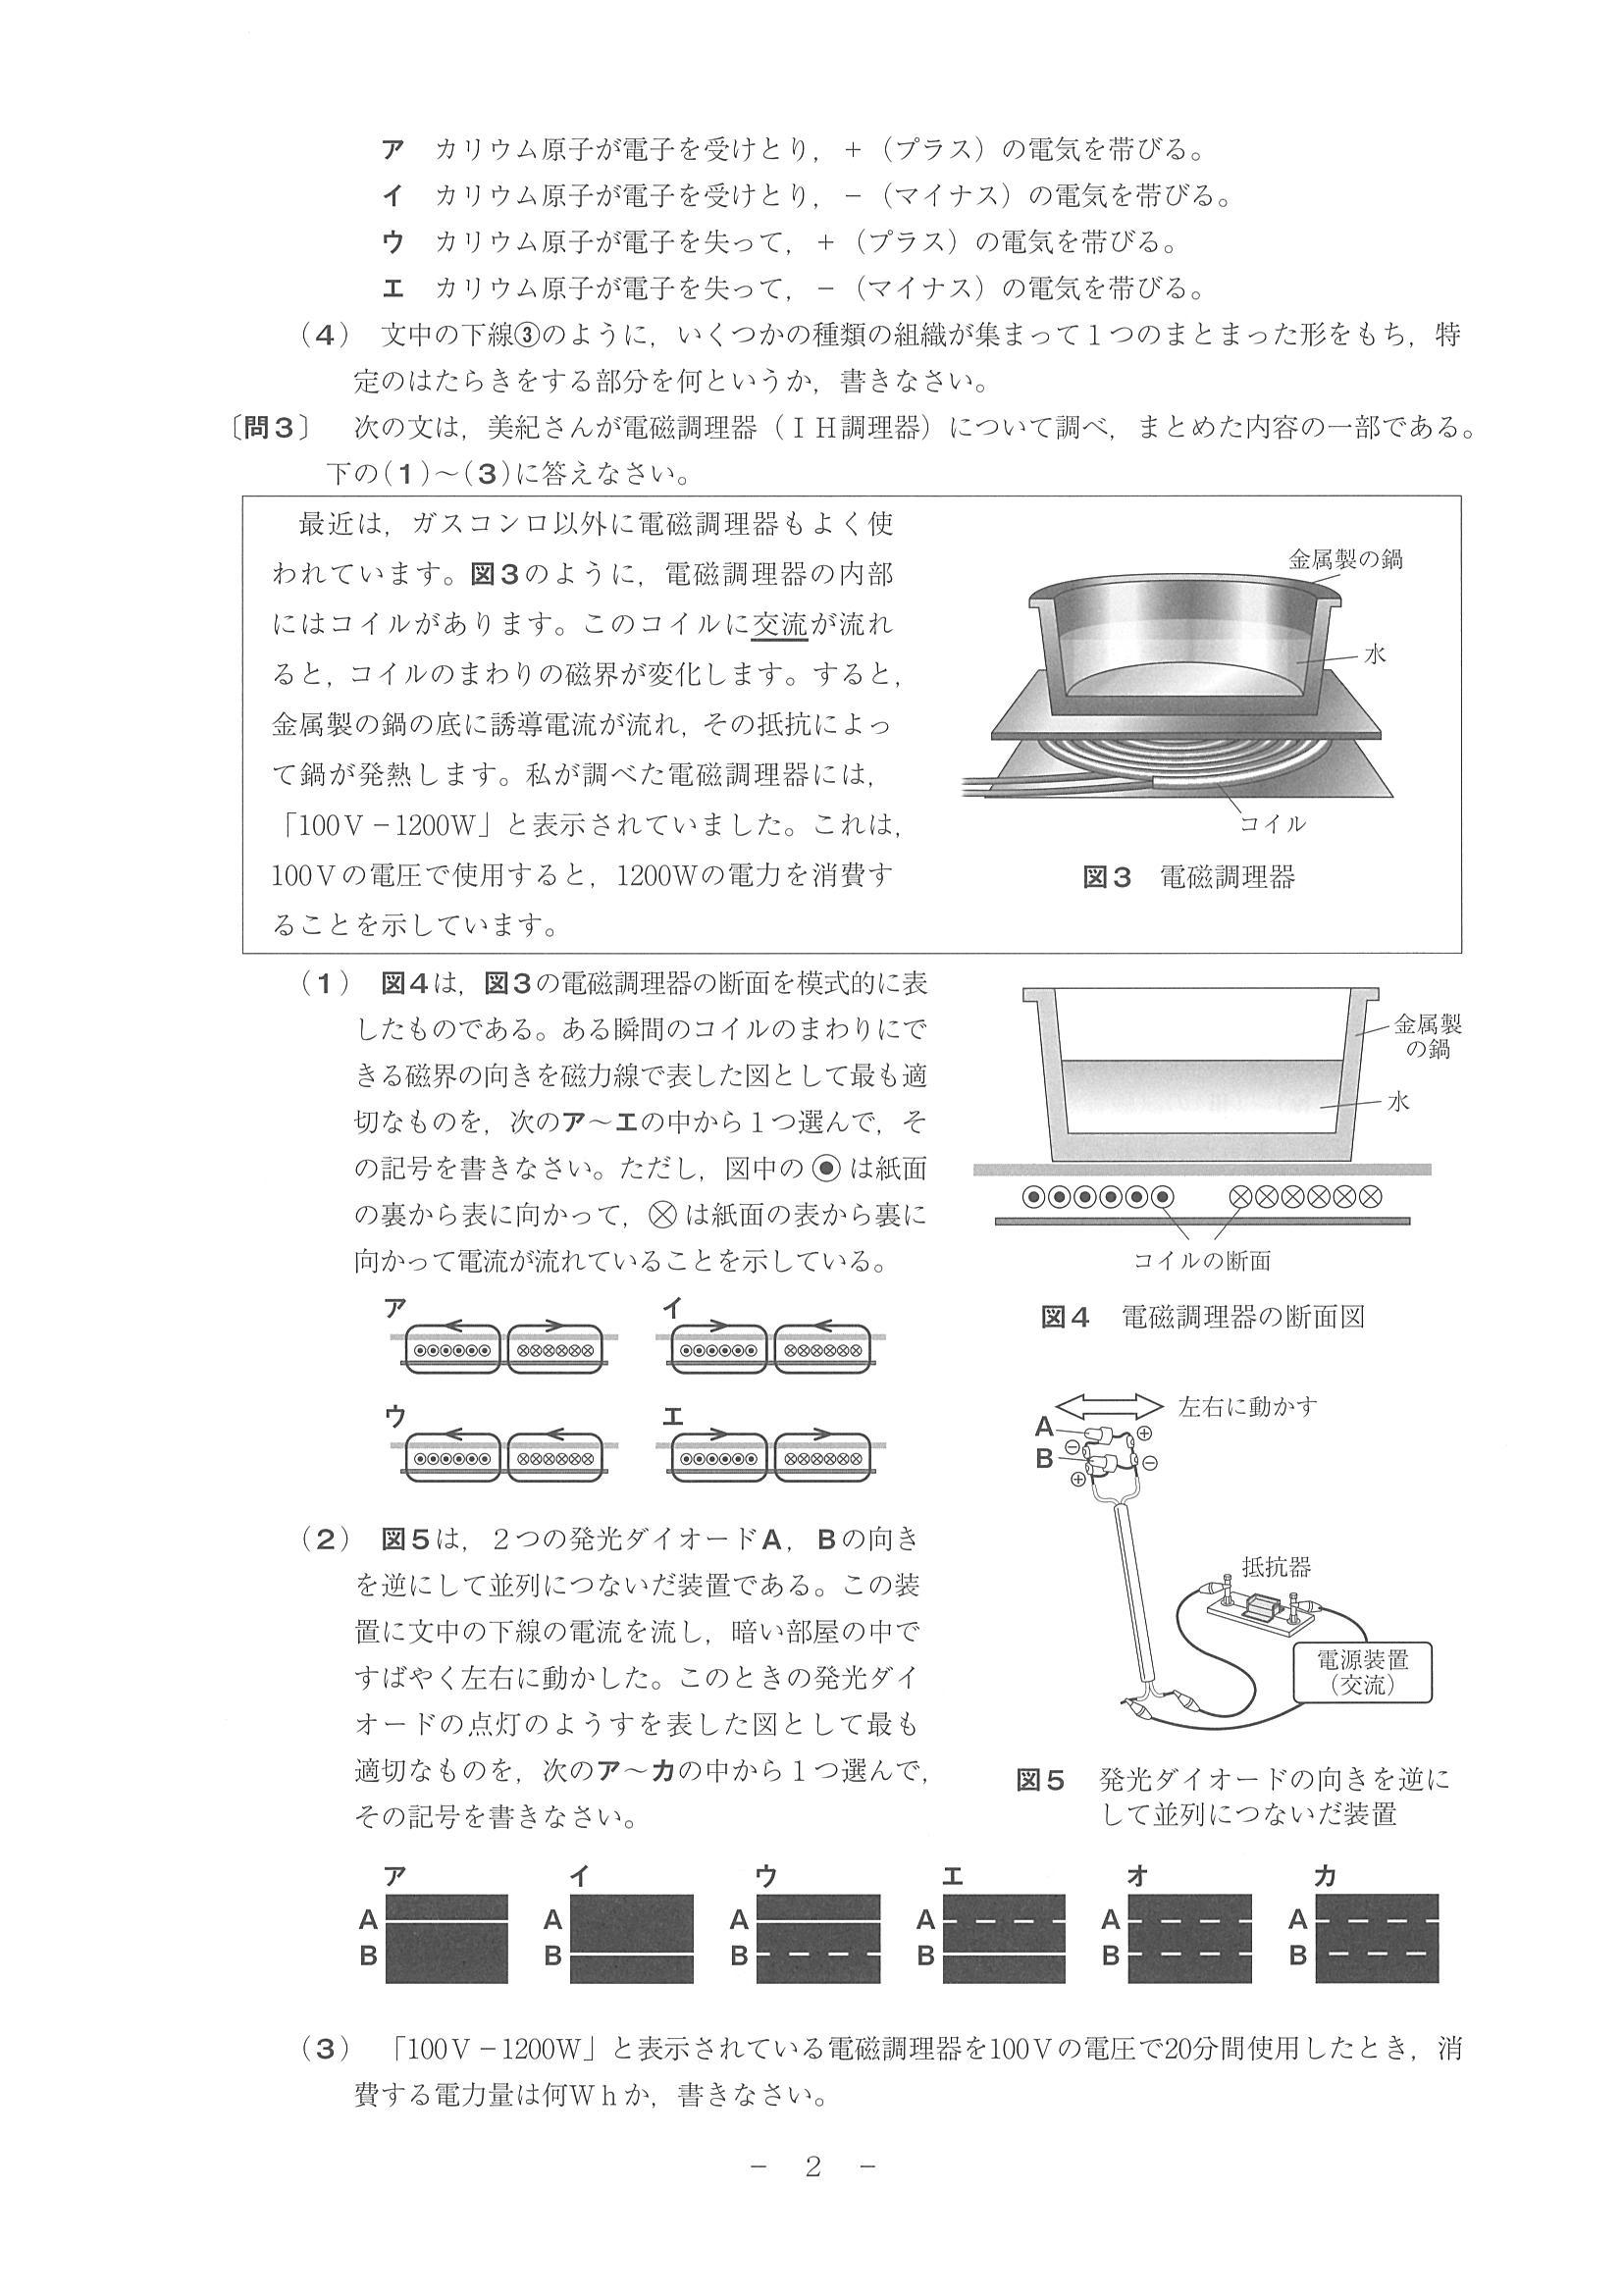 ア　カリウム原子が電子を受けとり，＋（プラス）の電気を帯びる。
イ　カリウム原子が電子を受けとり，－（マイナス）の電気を帯びる。
ウ　カリウム原子が電子を失って，＋（プラス）の電気を帯びる。
エ　カリウム原子が電子を失って，－（マイナス）の電気を帯びる。
（４）　文中の下線③のように，いくつかの種類の組織が集まって１つのまとまった形をもち，特
定のはたらきをする部分を何というか，書きなさい。
〔問３〕　次の文は，美紀さんが電磁調理器（ＩＨ調理器）について調べ，まとめた内容の一部である。
下の（１）～（３）に答えなさい。
最近は，ガスコンロ以外に電磁調理器もよく使
われています。図３のように，電磁調理器の内部
にはコイルがあります。このコイルに交流が流れ
ると，コイルのまわりの磁界が変化します。すると，
金属製の鍋の底に誘導電流が流れ，その抵抗によっ
て鍋が発熱します。私が調べた電磁調理器には，
「100Ｖ－1200Ｗ」と表示されていました。これは，
100Ｖの電圧で使用すると，1200Ｗの電力を消費す
ることを示しています。
金属製の鍋
水
コイル
図３　電磁調理器
（１）　図４は，図３の電磁調理器の断面を模式的に表
したものである。ある瞬間のコイルのまわりにで
きる磁界の向きを磁力線で表した図として最も適
切なものを，次のア～エの中から１つ選んで，そ
の記号を書きなさい。ただし，図中の◉は紙面
の裏から表に向かって，⊗は紙面の表から裏に
向かって電流が流れていることを示している。
金属製
の鍋
水
コイルの断面
図４　電磁調理器の断面図
ア　イ
ウ　エ
（２）　図５は，２つの発光ダイオードＡ，Ｂの向き
を逆にして並列につないだ装置である。この装
置に文中の下線の電流を流し，暗い部屋の中で
すばやく左右に動かした。このときの発光ダイ
オードの点灯のようすを表した図として最も
適切なものを，次のア～カの中から１つ選んで，
その記号を書きなさい。
左右に動かす
A
⊕
⊖
B
⊖
⊕
抵抗器
電源装置
（交流）
図５　発光ダイオードの向きを逆に
して並列につないだ装置
ア　イ　ウ　エ　オ　カ
A　A　A　A　A　A
B　B　B　B　B　B
（３）　「100Ｖ－1200Ｗ」と表示されている電磁調理器を100Ｖの電圧で20分間使用したとき，消
費する電力量は何Ｗｈか，書きなさい。
－　２　－